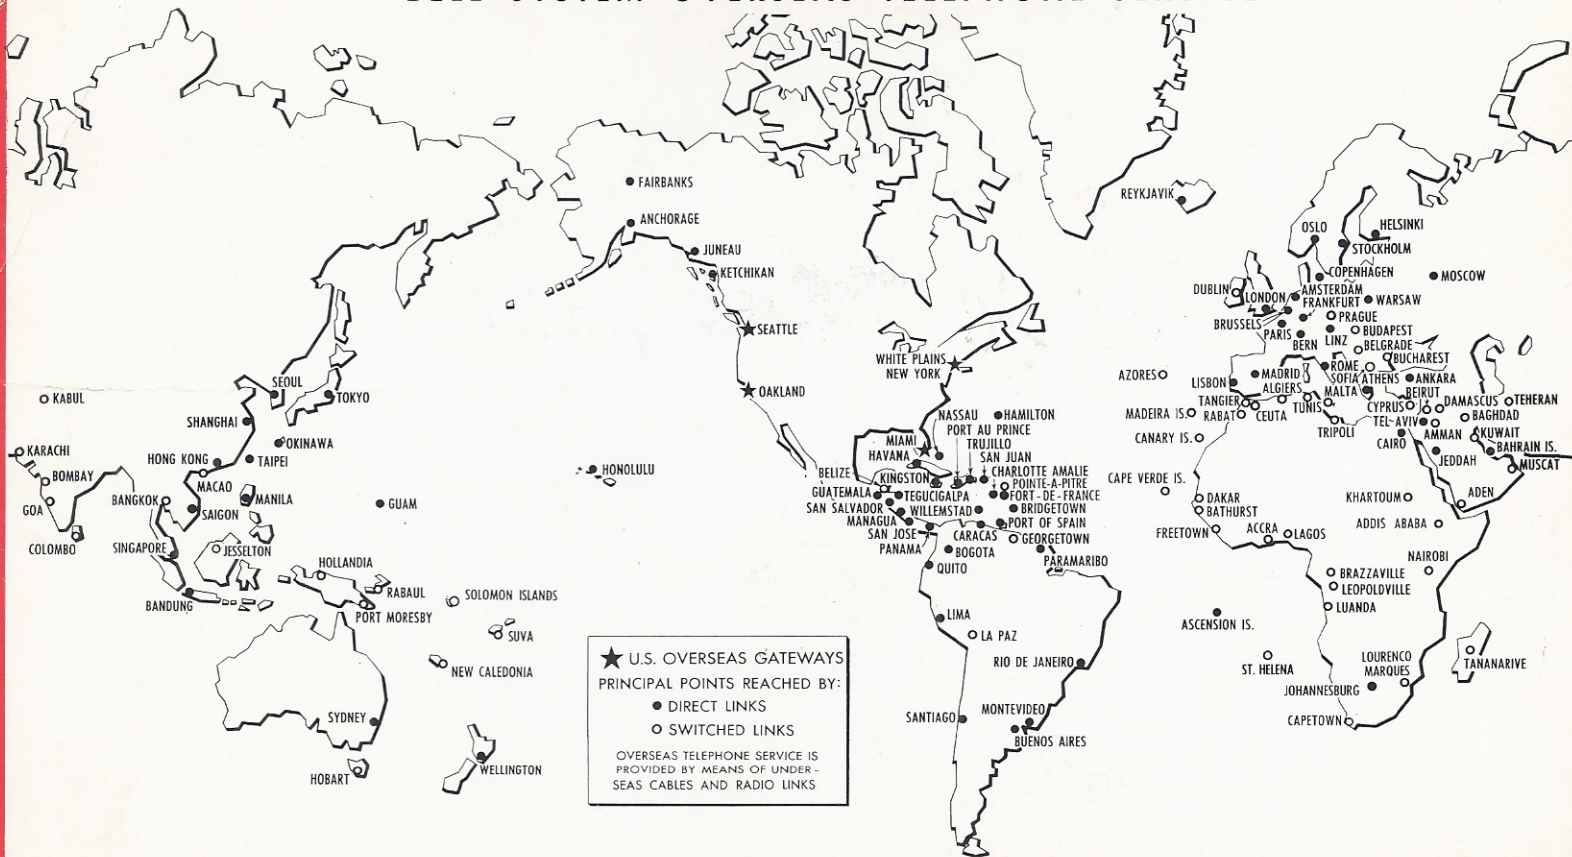 BELL SYSTEM OVERSEAS TELEPHONE SERVICE
FAIRBANKS
ANCHORAGE
JUNEAU
KETCHIKAN
SEATTLE
OAKLAND
WHITE PLAINS
NEW YORK
REYKJAVIK
OSLO
HELSINKI
STOCKHOLM
COPENHAGEN
MOSCOW
DUBLIN
LONDON
AMSTERDAM
FRANKFURT
WARSAW
BRUSSELS
PRAGUE
PARIS
LINZ
BUDAPEST
BERN
BELGRADE
BUCHAREST
AZORES
LISBON
MADRID
ROME
SOFIA
ATHENS
ANKARA
ALGIERS
MALTA
BEIRUT
TANGIER
CEUTA
TUNIS
CYPRUS
DAMASCUS
TEHERAN
MADEIRA IS.
RABAT
TRIPOLI
TEL-AVIV
BAGHDAD
CANARY IS.
CAIRO
AMMAN
KUWAIT
BAHRAIN IS.
JEDDAH
MUSCAT
CAPE VERDE IS.
DAKAR
BATHURST
KHARTOUM
ADEN
FREETOWN
ACCRA
LAGOS
ADDIS ABABA
NAIROBI
BRAZZAVILLE
LEOPOLDVILLE
LUANDA
ASCENSION IS.
ST. HELENA
LOURENCO
MARQUES
TANANARIVE
JOHANNESBURG
CAPETOWN
KABUL
SEOUL
TOKYO
SHANGHAI
OKINAWA
KARACHI
HONG KONG
TAIPEI
BOMBAY
MACAO
BANGKOK
MANILA
GOA
SAIGON
GUAM
HONOLULU
COLOMBO
SINGAPORE
JESSELTON
HOLLANDIA
BANDUNG
RABAUL
PORT MORESBY
SOLOMON ISLANDS
SUVA
NEW CALEDONIA
SYDNEY
HOBART
WELLINGTON
NASSAU
HAMILTON
PORT AU PRINCE
MIAMI
TRUJILLO
HAVANA
SAN JUAN
BELIZE
KINGSTON
CHARLOTTE AMALIE
POINTE-A-PITRE
GUATEMALA
TEGUCIGALPA
FORT-DE-FRANCE
SAN SALVADOR
WILLEMSTAD
BRIDGETOWN
MANAGUA
PORT OF SPAIN
SAN JOSE
CARACAS
GEORGETOWN
PANAMA
BOGOTA
PARAMARIBO
QUITO
LIMA
LA PAZ
RIO DE JANEIRO
SANTIAGO
MONTEVIDEO
BUENOS AIRES
U.S. OVERSEAS GATEWAYS
PRINCIPAL POINTS REACHED BY:
DIRECT LINKS
SWITCHED LINKS
OVERSEAS TELEPHONE SERVICE IS
PROVIDED BY MEANS OF UNDER-
SEAS CABLES AND RADIO LINKS